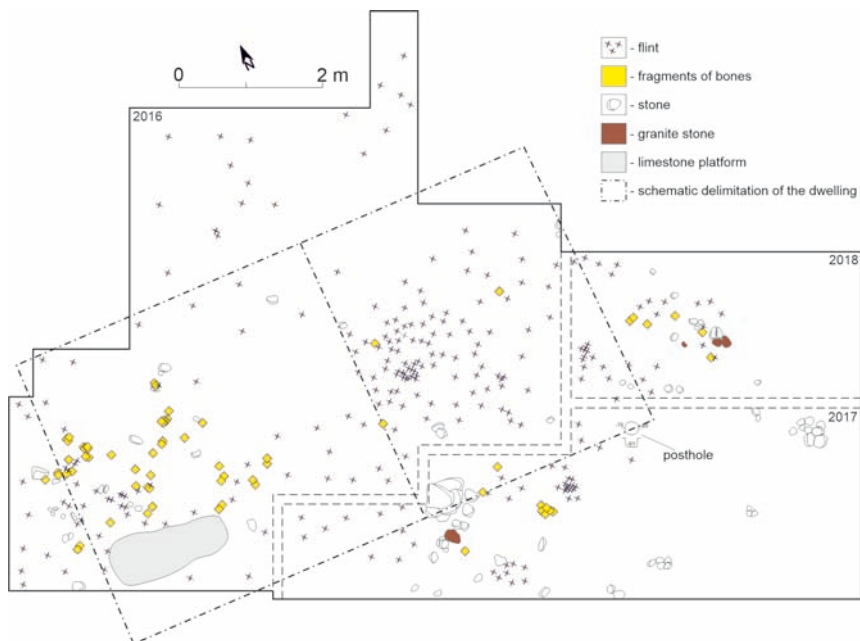 2016
0 2 m
- flint
- fragments of bones
- stone
- granite stone
- limestone platform
- schematic delimitation of the dwelling
2018
2017
posthole